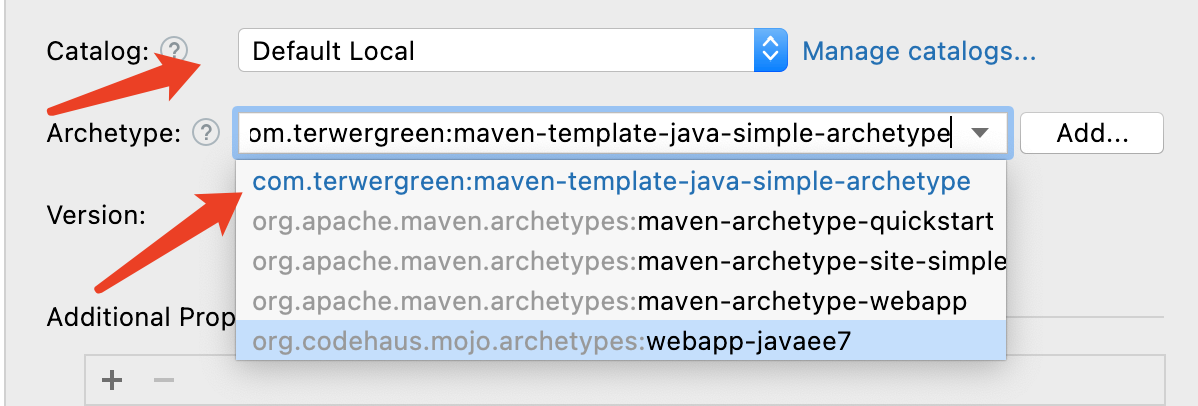 Catalog: ? Default Local Manage catalogs...
Archetype: ? om.terwergreen:maven-template-java-simple-archetype Add...
com.terwergreen:maven-template-java-simple-archetype
Version:
org.apache.maven.archetypes:maven-archetype-quickstart
org.apache.maven.archetypes:maven-archetype-site-simple
org.apache.maven.archetypes:maven-archetype-webapp
Additional Prop
org.codehaus.mojo.archetypes:webapp-javaee7